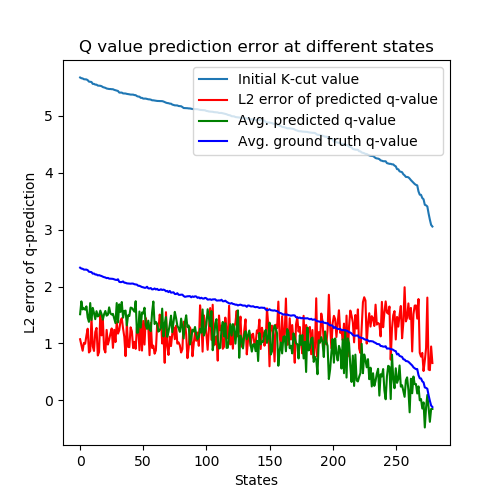 Q value prediction error at different states
Initial K-cut value
L2 error of predicted q-value
Avg. predicted q-value
Avg. ground truth q-value
L2 error of q-prediction
5
4
3
2
1
0
0 50 100 150 200 250
States